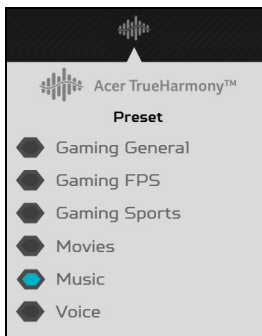 Acer TrueHarmony™
Preset
Gaming General
Gaming FPS
Gaming Sports
Movies
Music
Voice